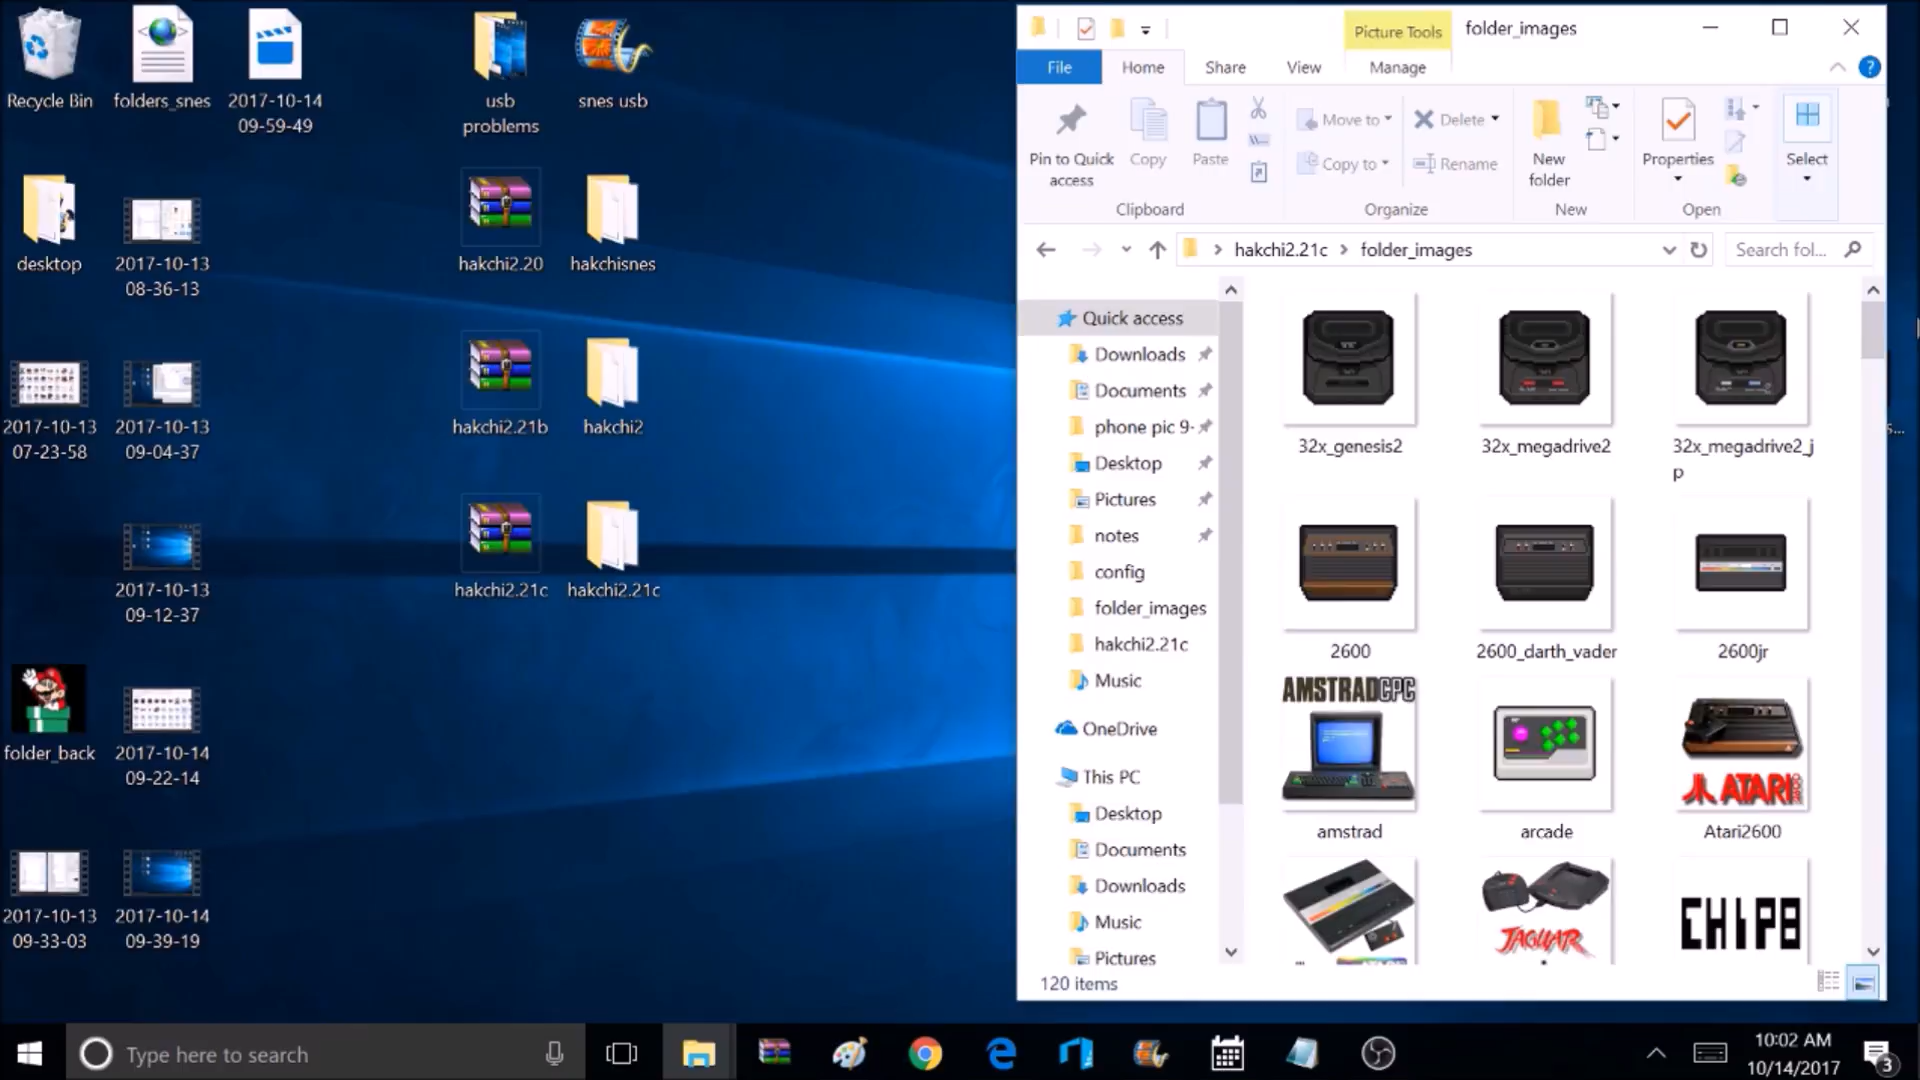 Recycle Bin
folders_snes
2017-10-14
09-59-49
usb
problems
snes usb
desktop
2017-10-13
08-36-13
hakchi2.20
hakchisnes
2017-10-13
07-23-58
2017-10-13
09-04-37
hakchi2.21b
hakchi2
2017-10-13
09-12-37
hakchi2.21c
hakchi2.21c
folder_back
2017-10-14
09-22-14
2017-10-13
09-33-03
2017-10-14
09-39-19
Picture Tools
folder_images
File
Home
Share
View
Manage
Pin to Quick
access
Copy
Paste
Move to
Copy to
Delete
Rename
New
folder
Properties
Select
Clipboard
Organize
New
Open
hakchi2.21c
folder_images
Search fol...
Quick access
Downloads
Documents
phone pic 9-
Desktop
Pictures
notes
config
folder_images
hakchi2.21c
Music
OneDrive
This PC
Desktop
Documents
Downloads
Music
Pictures
32x_genesis2
32x_megadrive2
32x_megadrive2_j
p
2600
2600_darth_vader
2600jr
AMSTRAD CPC
ATARI
amstrad
arcade
Atari2600
JAGUAR
CHIP8
120 items
s...
Type here to search
10:02 AM
10/14/2017
3